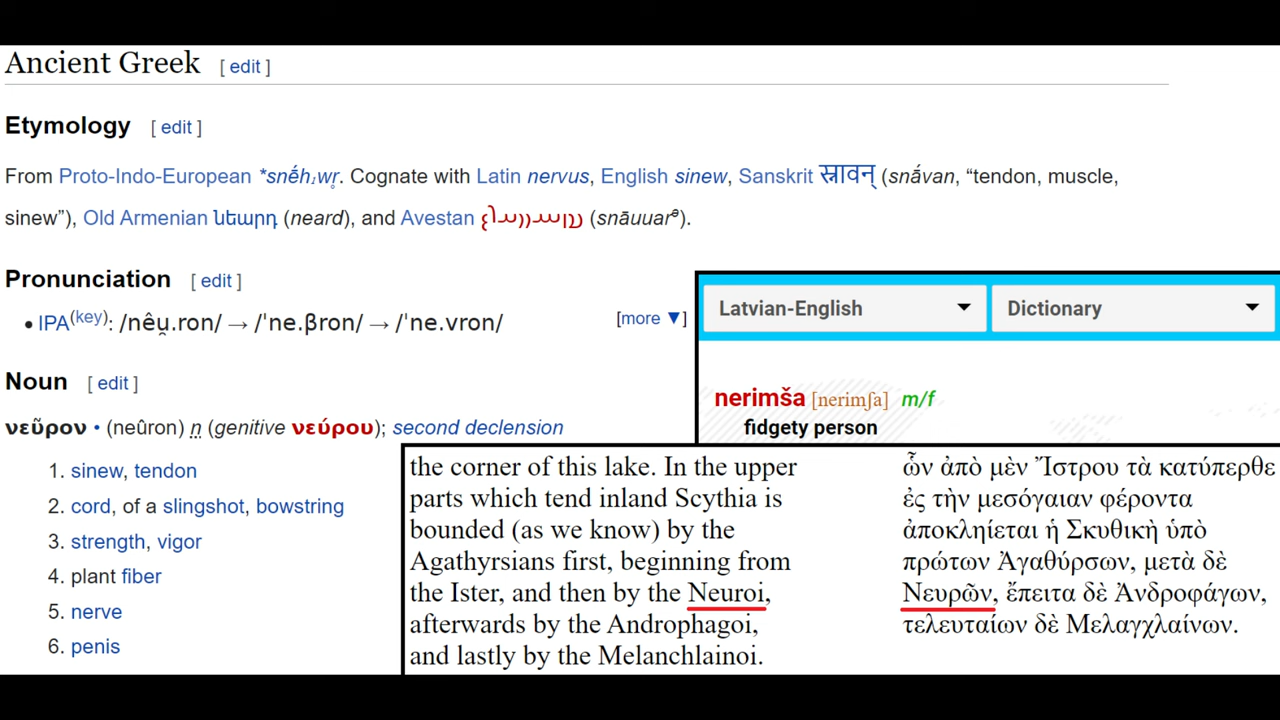 Ancient Greek [ edit ]
Etymology [ edit ]
From Proto-Indo-European *snḗh₁wr̥. Cognate with Latin nervus, English sinew, Sanskrit स्नावन् (snā́van, “tendon, muscle,
sinew”), Old Armenian նեարդ (neard), and Avestan (snāuuarᵊ).
Pronunciation [ edit ]
• IPA(key): /nêu̯.ron/ → /ˈne.βron/ → /ˈne.vron/ [more ▼]
Noun [ edit ]
νεῦρον • (neûron) n (genitive νεύρου); second declension
1. sinew, tendon
2. cord, of a slingshot, bowstring
3. strength, vigor
4. plant fiber
5. nerve
6. penis
Latvian-English
Dictionary
nerimša [nerimʃa] m/f
fidgety person
the corner of this lake. In the upper
parts which tend inland Scythia is
bounded (as we know) by the
Agathyrsians first, beginning from
the Ister, and then by the Neuroi,
afterwards by the Androphagoi,
and lastly by the Melanchlainoi.
ὦν ἀπὸ μὲν Ἴστρου τὰ κατύπερθε
ἐς τὴν μεσόγαιαν φέροντα
ἀποκληίεται ἡ Σκυθικὴ ὑπὸ
πρώτων Ἀγαθύρσων, μετὰ δὲ
Νευρῶν, ἔπειτα δὲ Ἀνδροφάγων,
τελευταίων δὲ Μελαγχλαίνων.